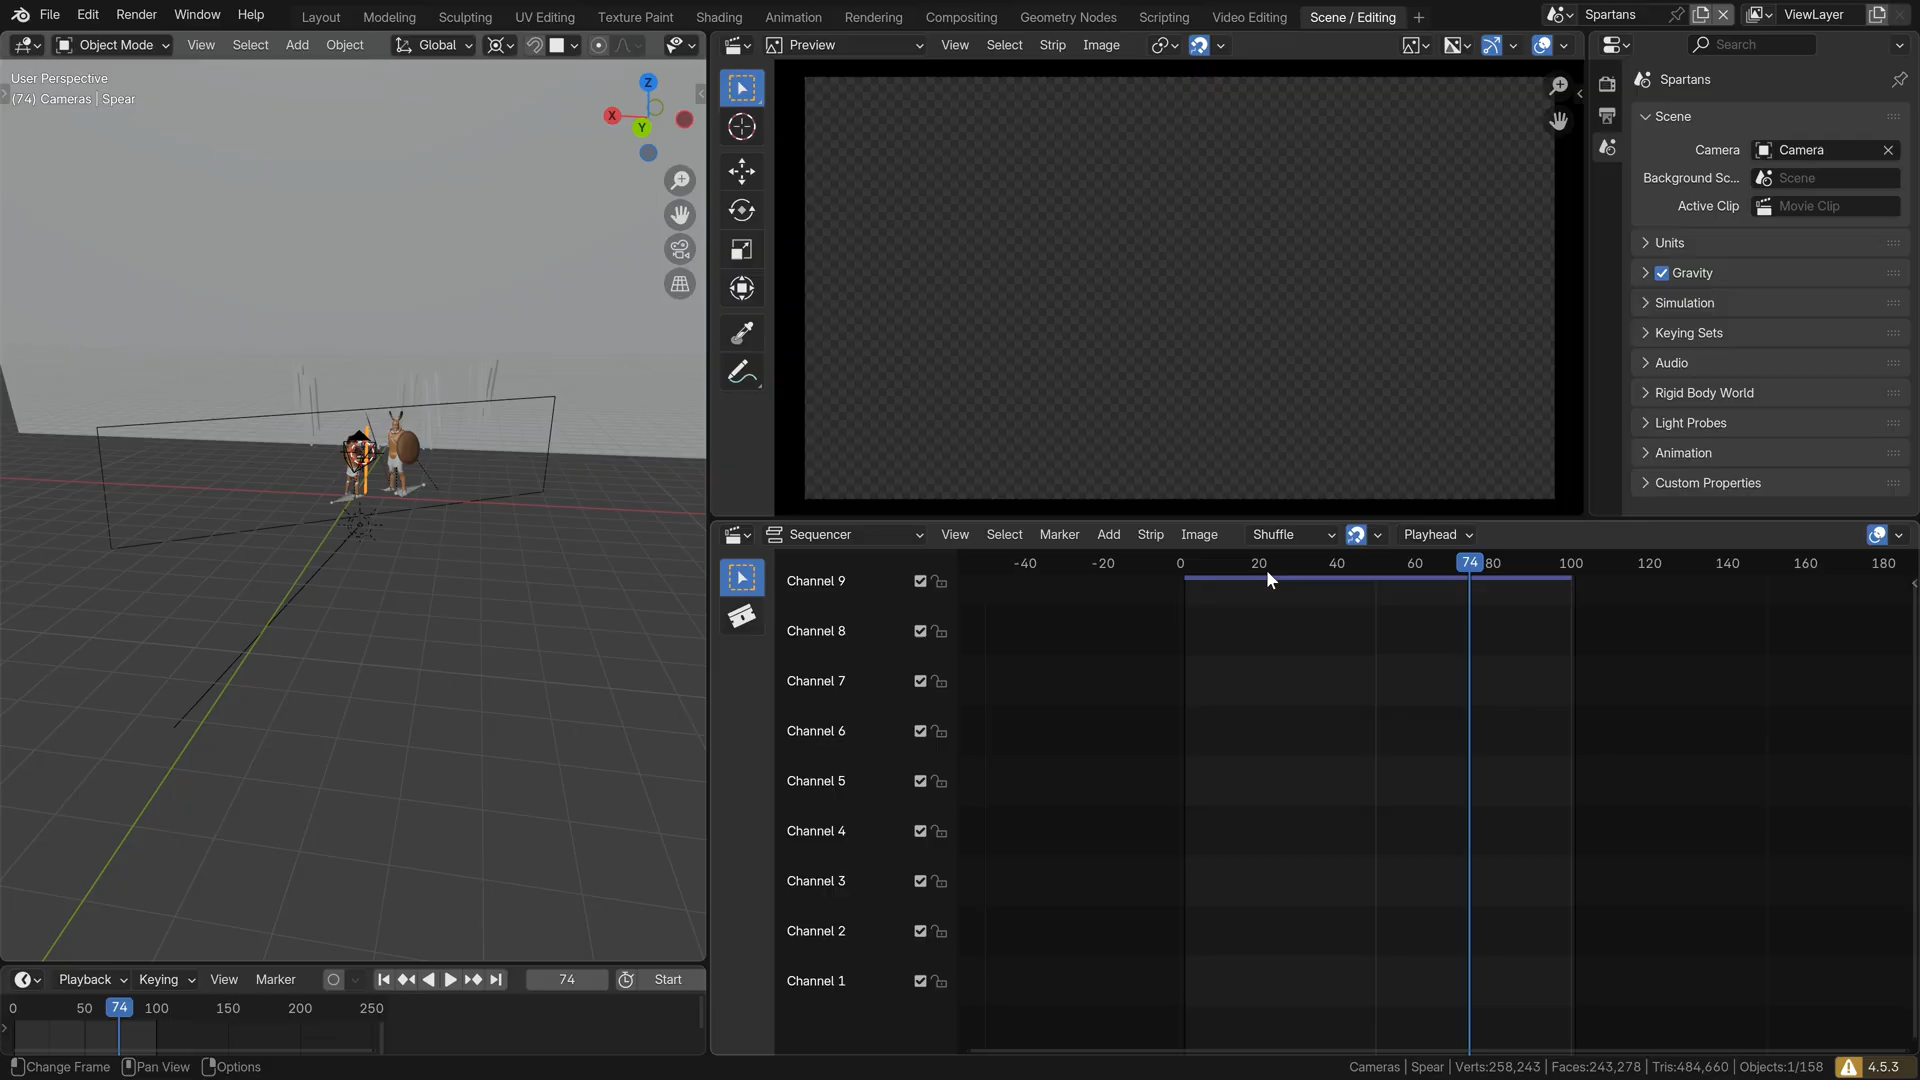 File Edit Render Window Help Layout Modeling Sculpting UV Editing Texture Paint Shading Animation Rendering Compositing Geometry Nodes Scripting Video Editing Scene / Editing + Spartans ViewLayer
Object Mode View Select Add Object Global
Preview View Select Strip Image
Search
User Perspective
(74) Cameras | Spear
Z
X
Y
Spartans
Scene
Camera Camera
Background Sc... Scene
Active Clip Movie Clip
Units
Gravity
Simulation
Keying Sets
Audio
Rigid Body World
Light Probes
Animation
Custom Properties
Sequencer View Select Marker Add Strip Image Shuffle Playhead
-40 -20 0 20 40 60 74 80 100 120 140 160 180
Channel 9
Channel 8
Channel 7
Channel 6
Channel 5
Channel 4
Channel 3
Channel 2
Channel 1
Playback Keying View Marker 74 Start
0 50 74 100 150 200 250
Change Frame Pan View Options
Cameras | Spear | Verts:258,243 | Faces:243,278 | Tris:484,660 | Objects:1/158 4.5.3